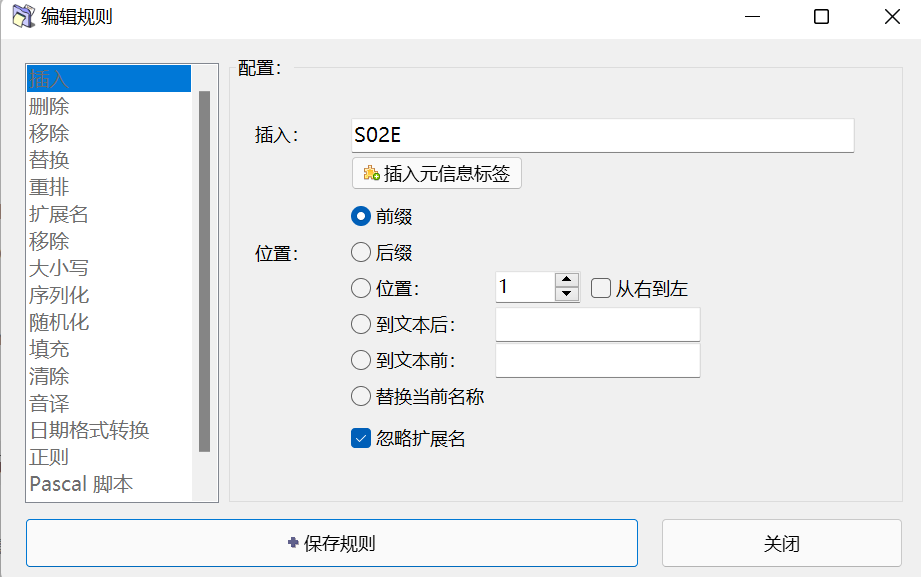 编辑规则
插入
删除
移除
替换
重排
扩展名
移除
大小写
序列化
随机化
填充
清除
音译
日期格式转换
正则
Pascal 脚本
配置：
插入： S02E
插入元信息标签
位置：
前缀
后缀
位置： 1 从右到左
到文本后：
到文本前：
替换当前名称
忽略扩展名
保存规则
关闭